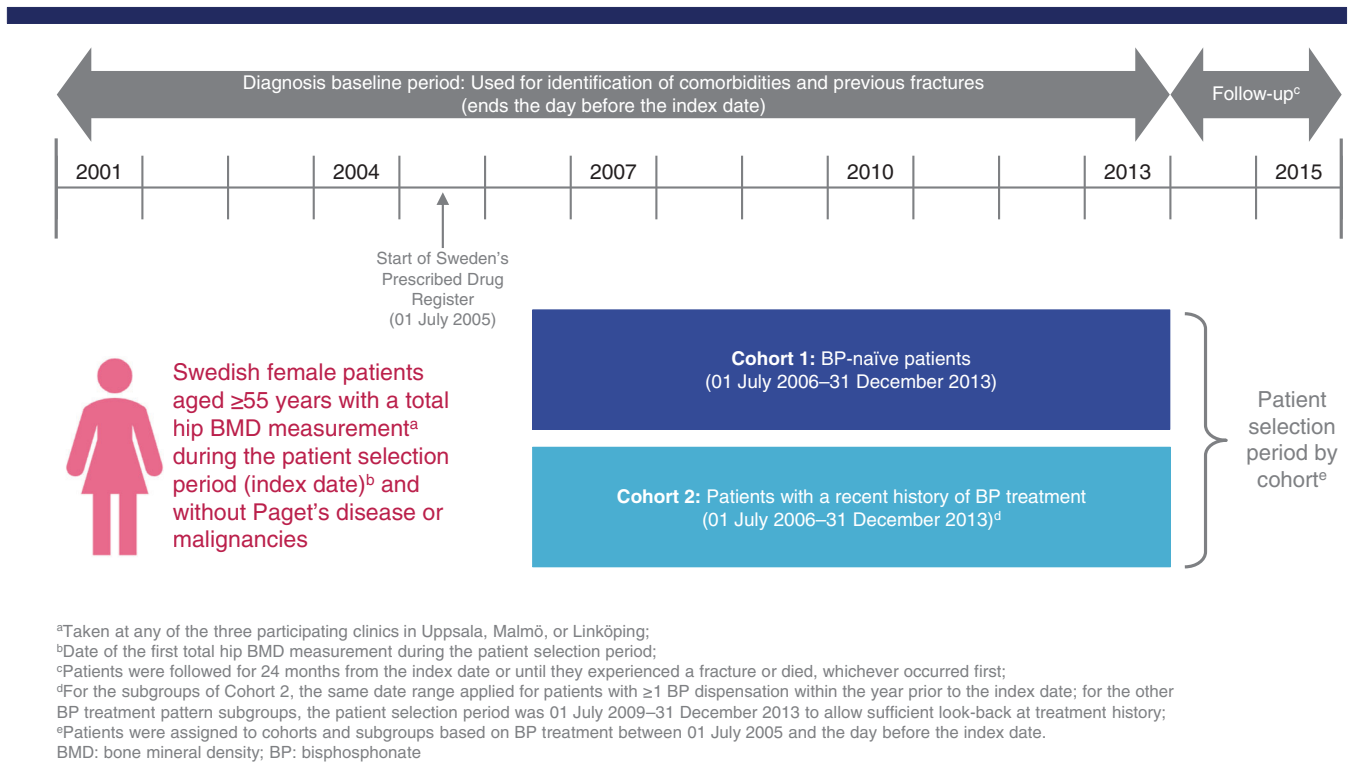 Diagnosis baseline period: Used for identification of comorbidities and previous fractures
(ends the day before the index date)
Follow-upᶜ
2001 2004 2007 2010 2013 2015
Start of Sweden's
Prescribed Drug
Register
(01 July 2005)
Swedish female patients
aged ≥55 years with a total
hip BMD measurementᵃ
during the patient selection
period (index date)ᵇ and
without Paget's disease or
malignancies
Cohort 1: BP-naïve patients
(01 July 2006–31 December 2013)
Cohort 2: Patients with a recent history of BP treatment
(01 July 2006–31 December 2013)ᵈ
Patient
selection
period by
cohortᵉ
ᵃTaken at any of the three participating clinics in Uppsala, Malmö, or Linköping;
ᵇDate of the first total hip BMD measurement during the patient selection period;
ᶜPatients were followed for 24 months from the index date or until they experienced a fracture or died, whichever occurred first;
ᵈFor the subgroups of Cohort 2, the same date range applied for patients with ≥1 BP dispensation within the year prior to the index date; for the other
BP treatment pattern subgroups, the patient selection period was 01 July 2009–31 December 2013 to allow sufficient look-back at treatment history;
ᵉPatients were assigned to cohorts and subgroups based on BP treatment between 01 July 2005 and the day before the index date.
BMD: bone mineral density; BP: bisphosphonate